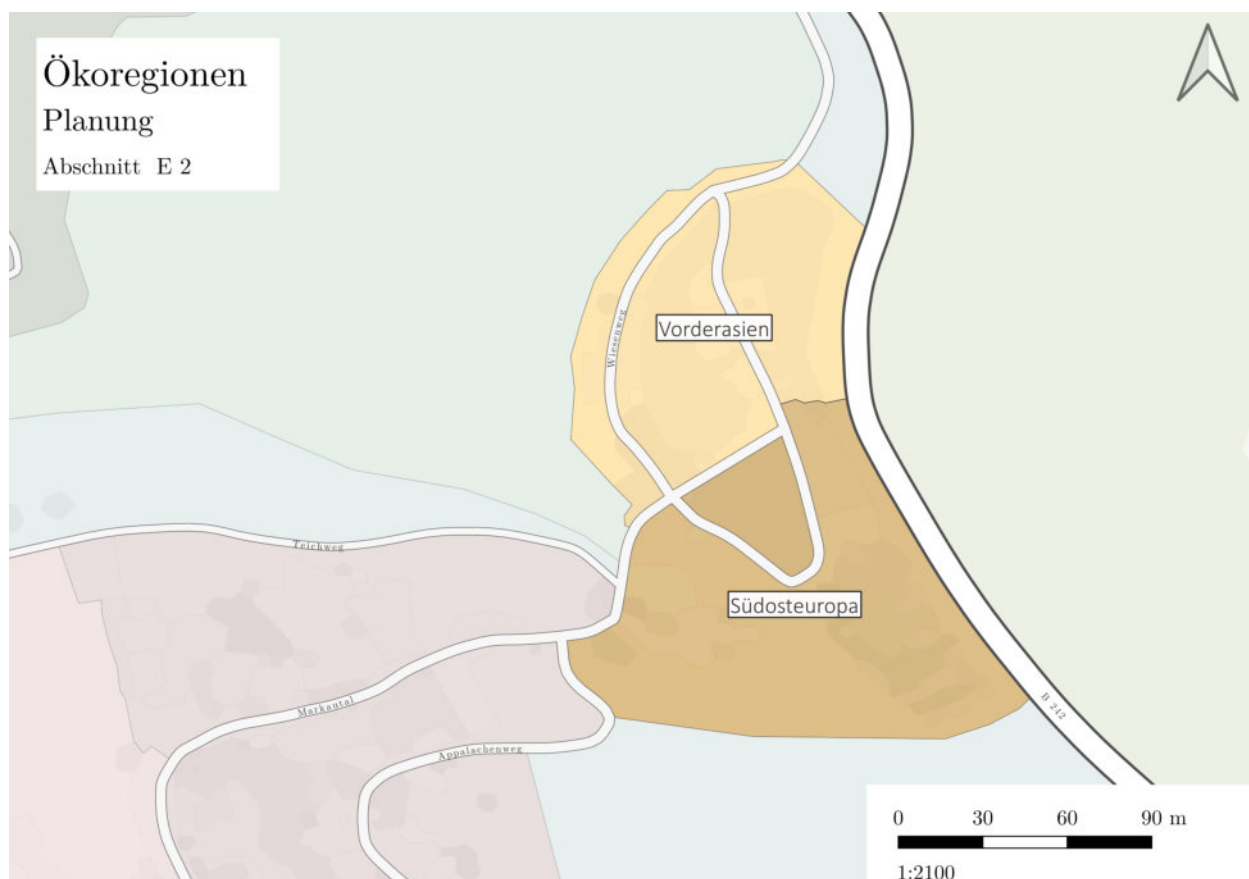 Ökoregionen
Planung
Abschnitt E 2
Wiesenweg
Vorderasien
Teichweg
Südosteuropa
Markautal
B 242
Appalachenweg
0 30 60 90 m
1:2100